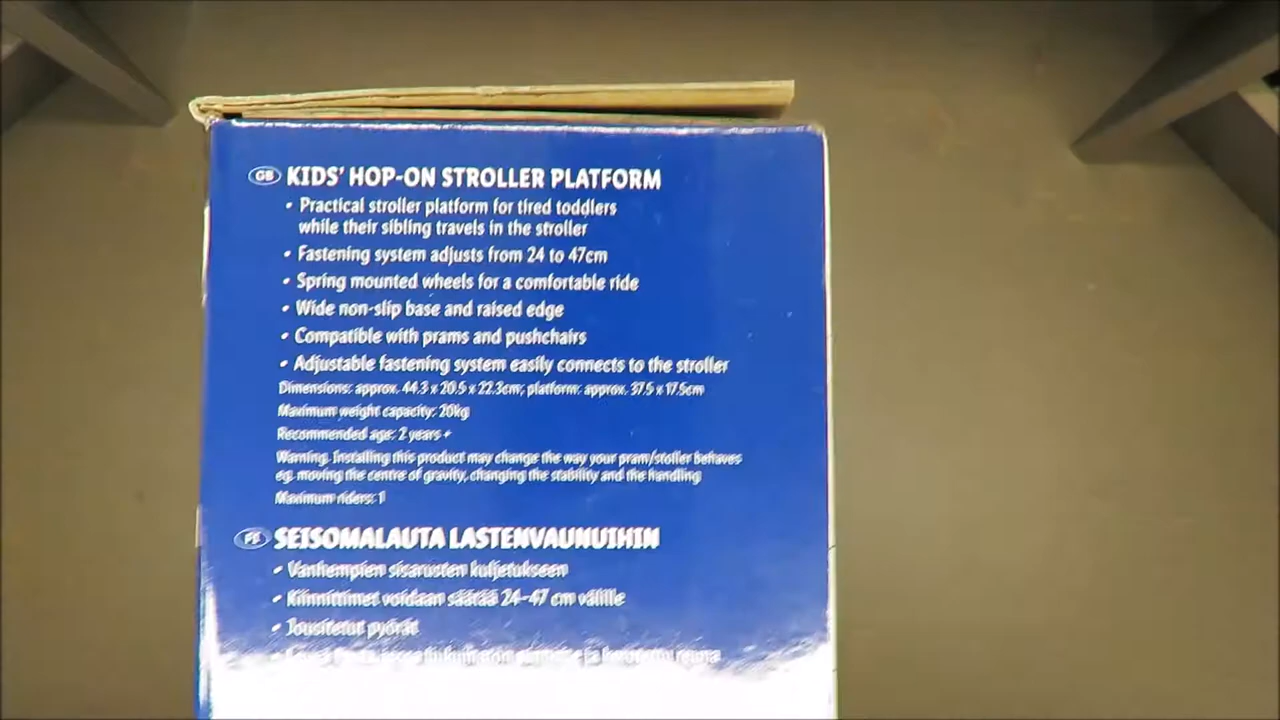 GB KIDS' HOP-ON STROLLER PLATFORM
• Practical stroller platform for tired toddlers
while their sibling travels in the stroller
• Fastening system adjusts from 24 to 47cm
• Spring mounted wheels for a comfortable ride
• Wide non-slip base and raised edge
• Compatible with prams and pushchairs
• Adjustable fastening system easily connects to the stroller
Dimensions: approx. 44.3 x 20.5 x 22.3cm; platform: approx. 37.5 x 17.5cm
Maximum weight capacity: 20kg
Recommended age: 2 years +
Warning. Installing this product may change the way your pram/stoller behaves
eg. moving the centre of gravity, changing the stability and the handling
Maximum riders: 1
FI SEISOMALAUTA LASTENVAUNUIHIN
• Vanhempien sisarusten kuljetukseen
• Kiinnittimet voidaan säätää 24–47 cm välille
• Jousitetut pyörät